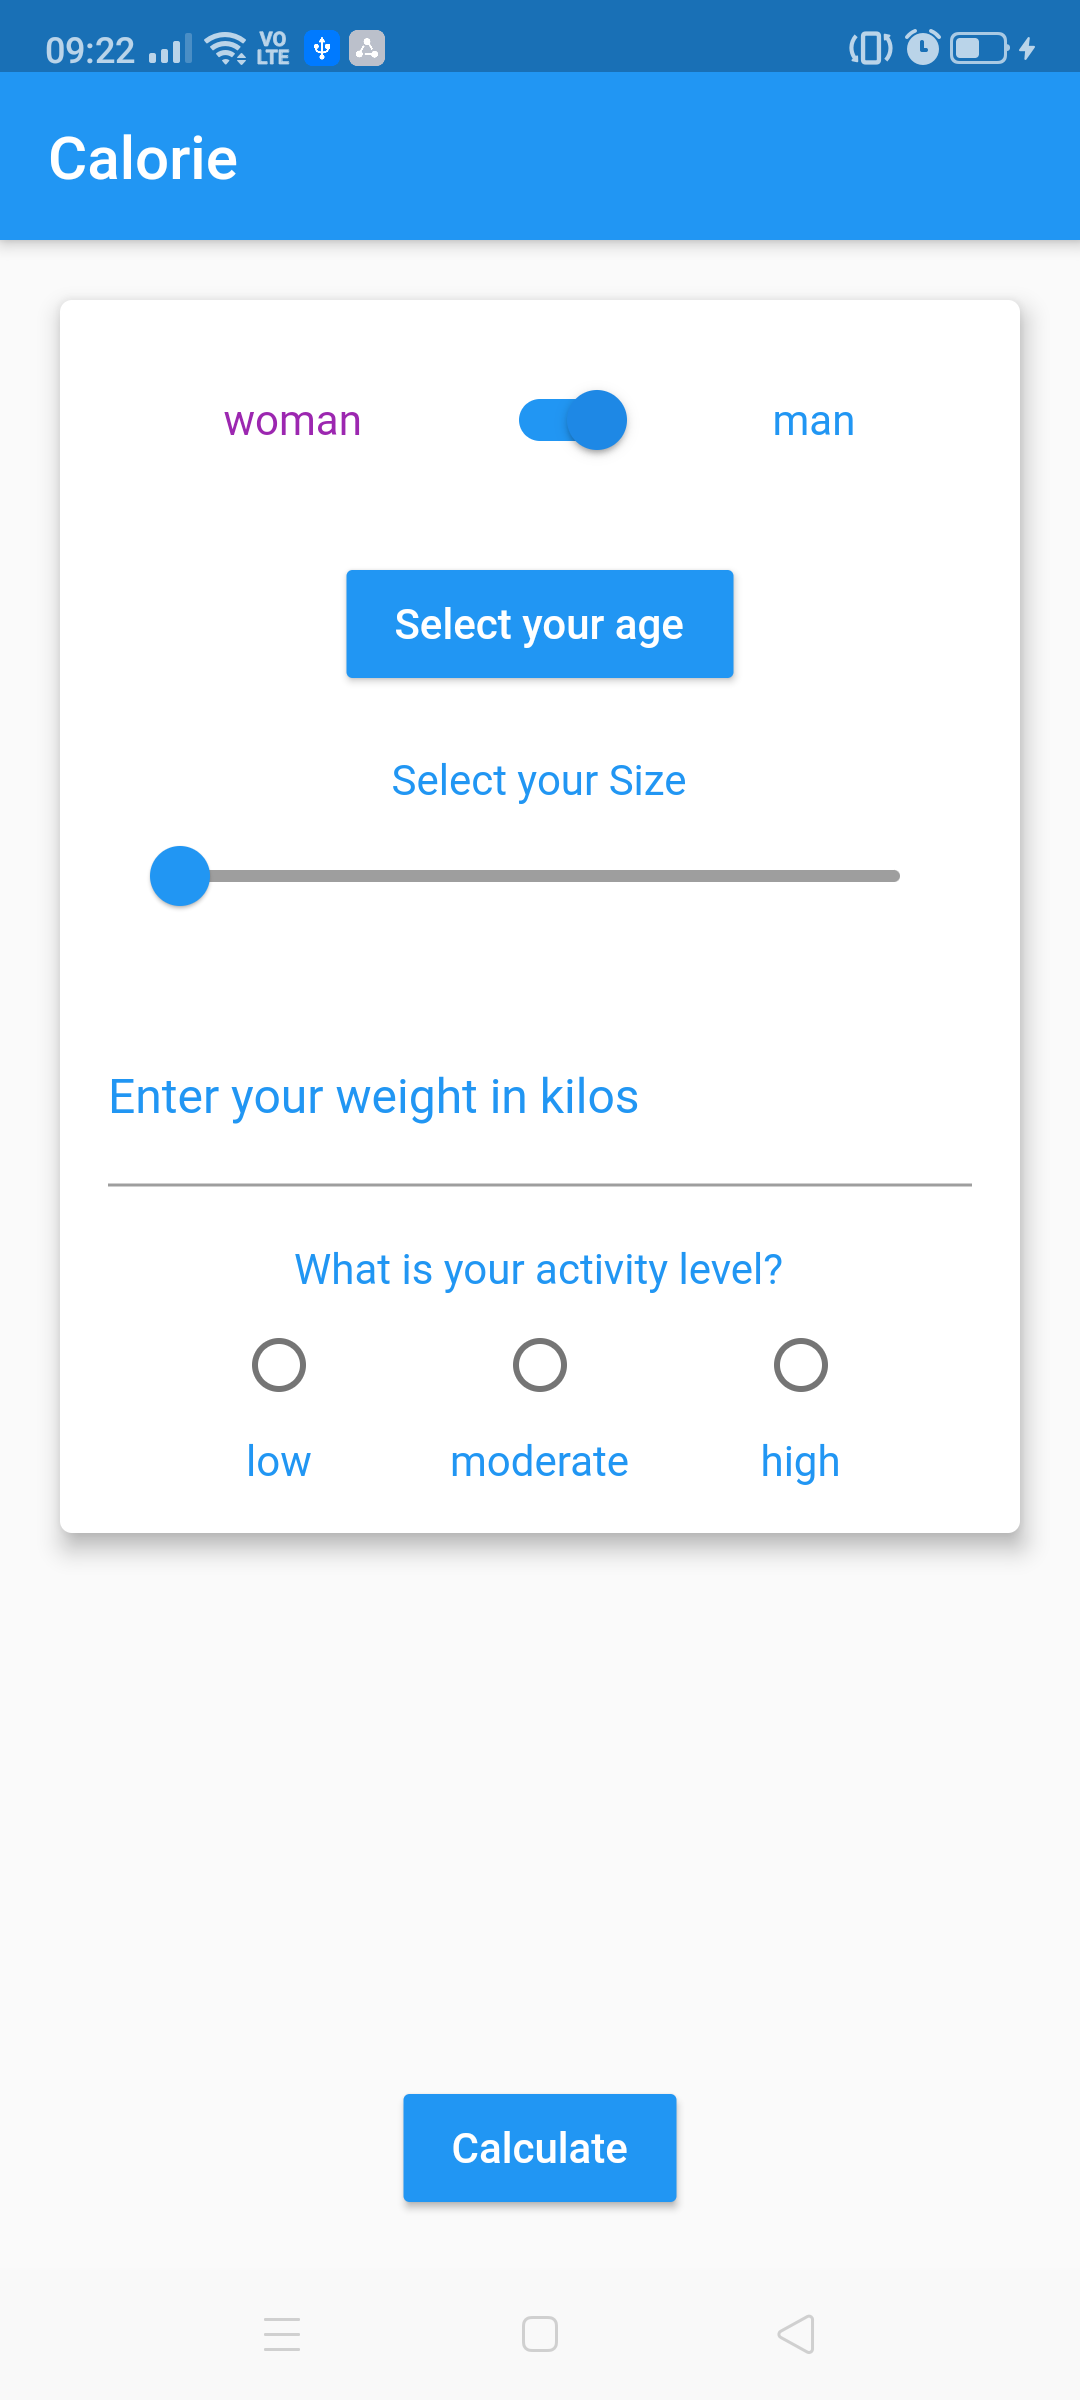 09:22 VO LTE
Calorie
woman man
Select your age
Select your Size
Enter your weight in kilos
What is your activity level?
low moderate high
Calculate